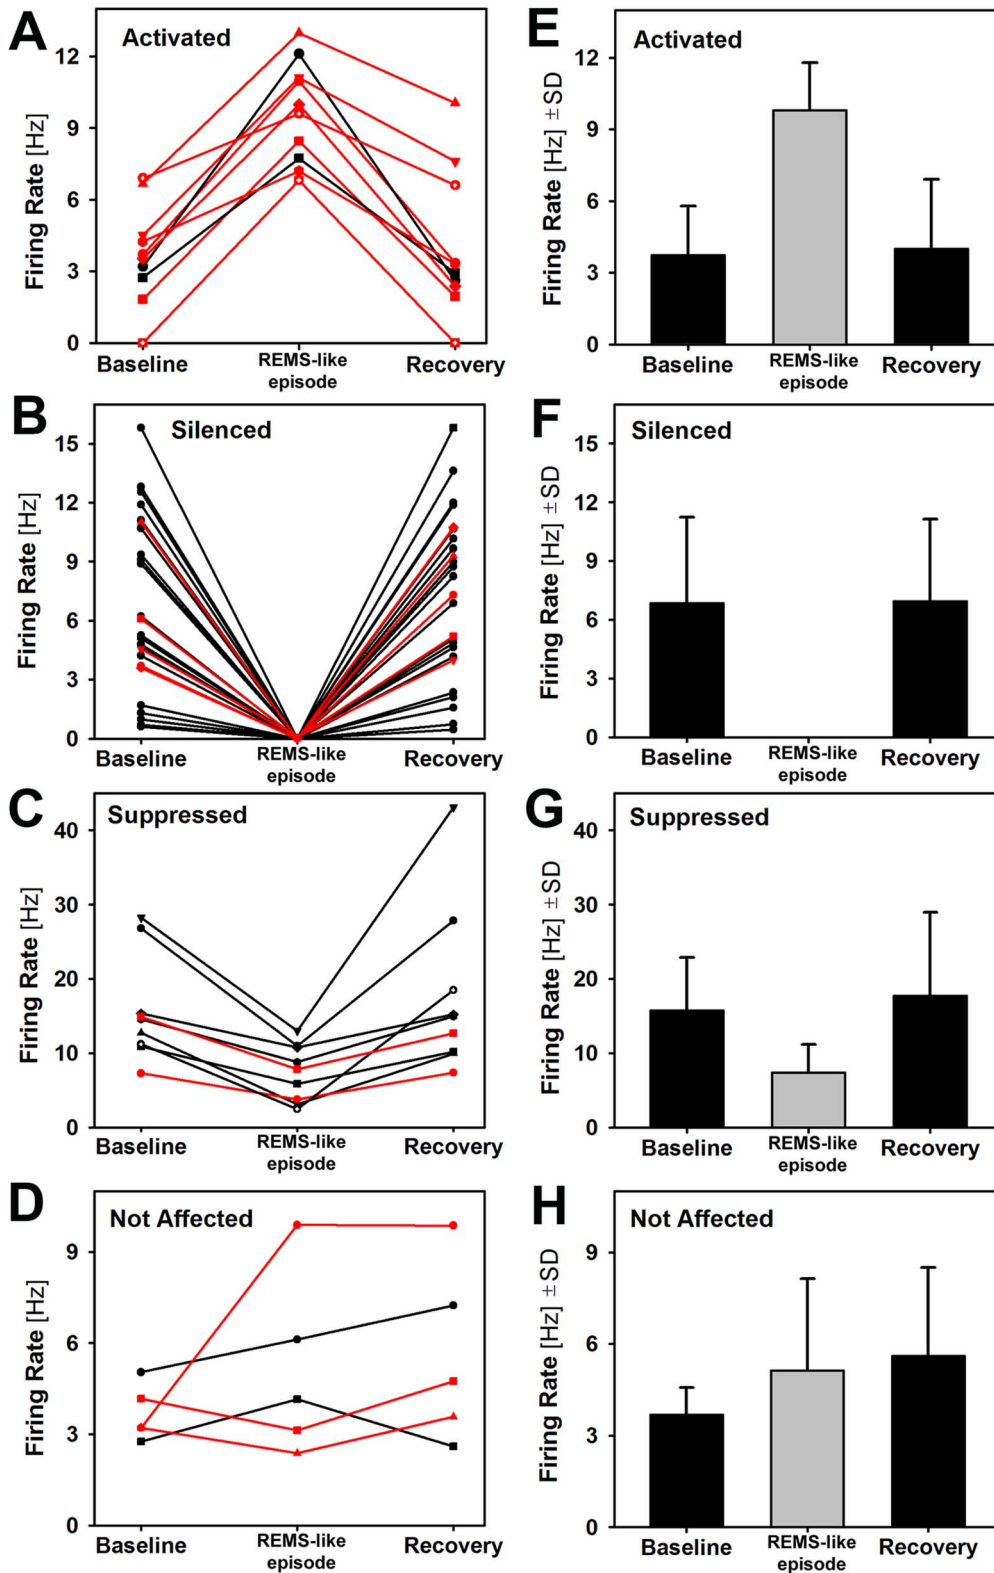 A
Activated
Firing Rate [Hz]
12
9
6
3
0
Baseline
REMS-like
episode
Recovery
E
Activated
Firing Rate [Hz] ±SD
12
9
6
3
0
Baseline
REMS-like
episode
Recovery
B
Silenced
Firing Rate [Hz]
15
12
9
6
3
0
Baseline
REMS-like
episode
Recovery
F
Silenced
Firing Rate [Hz] ±SD
15
12
9
6
3
0
Baseline
REMS-like
episode
Recovery
C
Suppressed
Firing Rate [Hz]
40
30
20
10
0
Baseline
REMS-like
episode
Recovery
G
Suppressed
Firing Rate [Hz] ±SD
40
30
20
10
0
Baseline
REMS-like
episode
Recovery
D
Not Affected
Firing Rate [Hz]
9
6
3
0
Baseline
REMS-like
episode
Recovery
H
Not Affected
Firing Rate [Hz] ±SD
9
6
3
0
Baseline
REMS-like
episode
Recovery